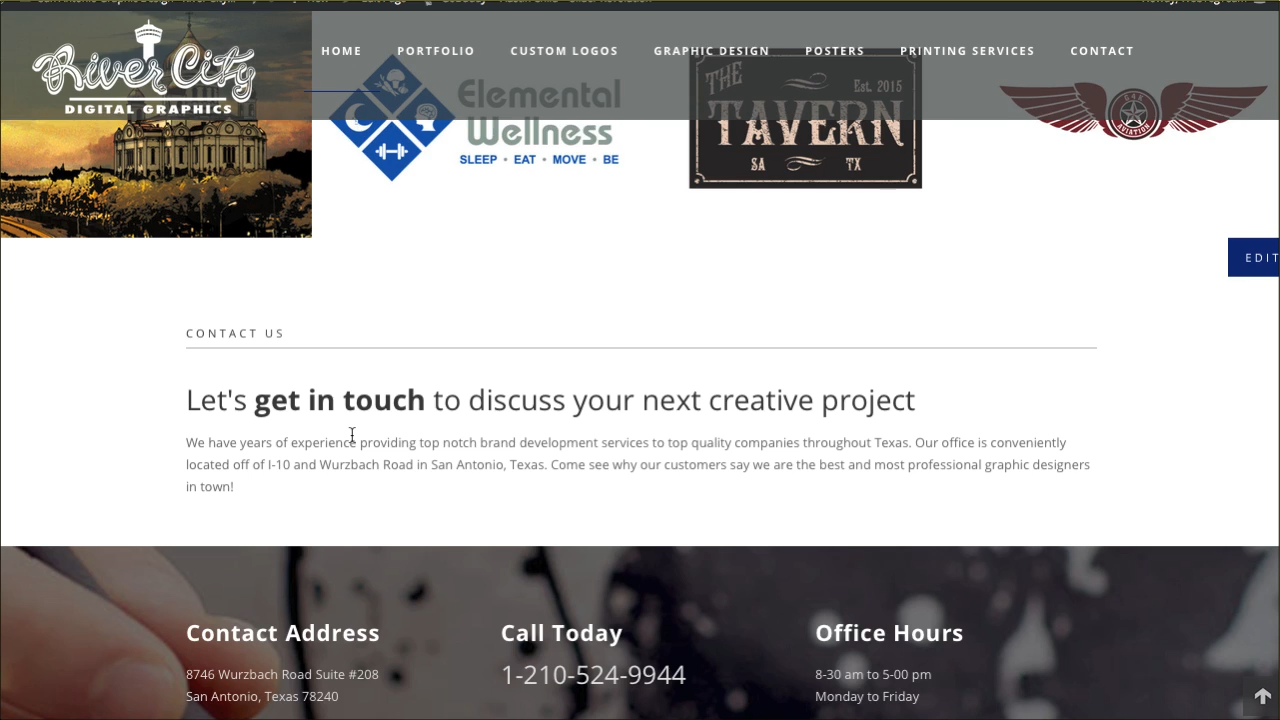 River City
DIGITAL GRAPHICS
HOME PORTFOLIO CUSTOM LOGOS GRAPHIC DESIGN POSTERS PRINTING SERVICES CONTACT
Elemental
Wellness
SLEEP • EAT • MOVE • BE
THE
Est. 2015
TAVERN
SA TX
AVIATION
EDIT
CONTACT US
Let's get in touch to discuss your next creative project
We have years of experience providing top notch brand development services to top quality companies throughout Texas. Our office is conveniently
located off of I-10 and Wurzbach Road in San Antonio, Texas. Come see why our customers say we are the best and most professional graphic designers
in town!
Contact Address
8746 Wurzbach Road Suite #208
San Antonio, Texas 78240
Call Today
1-210-524-9944
Office Hours
8-30 am to 5-00 pm
Monday to Friday